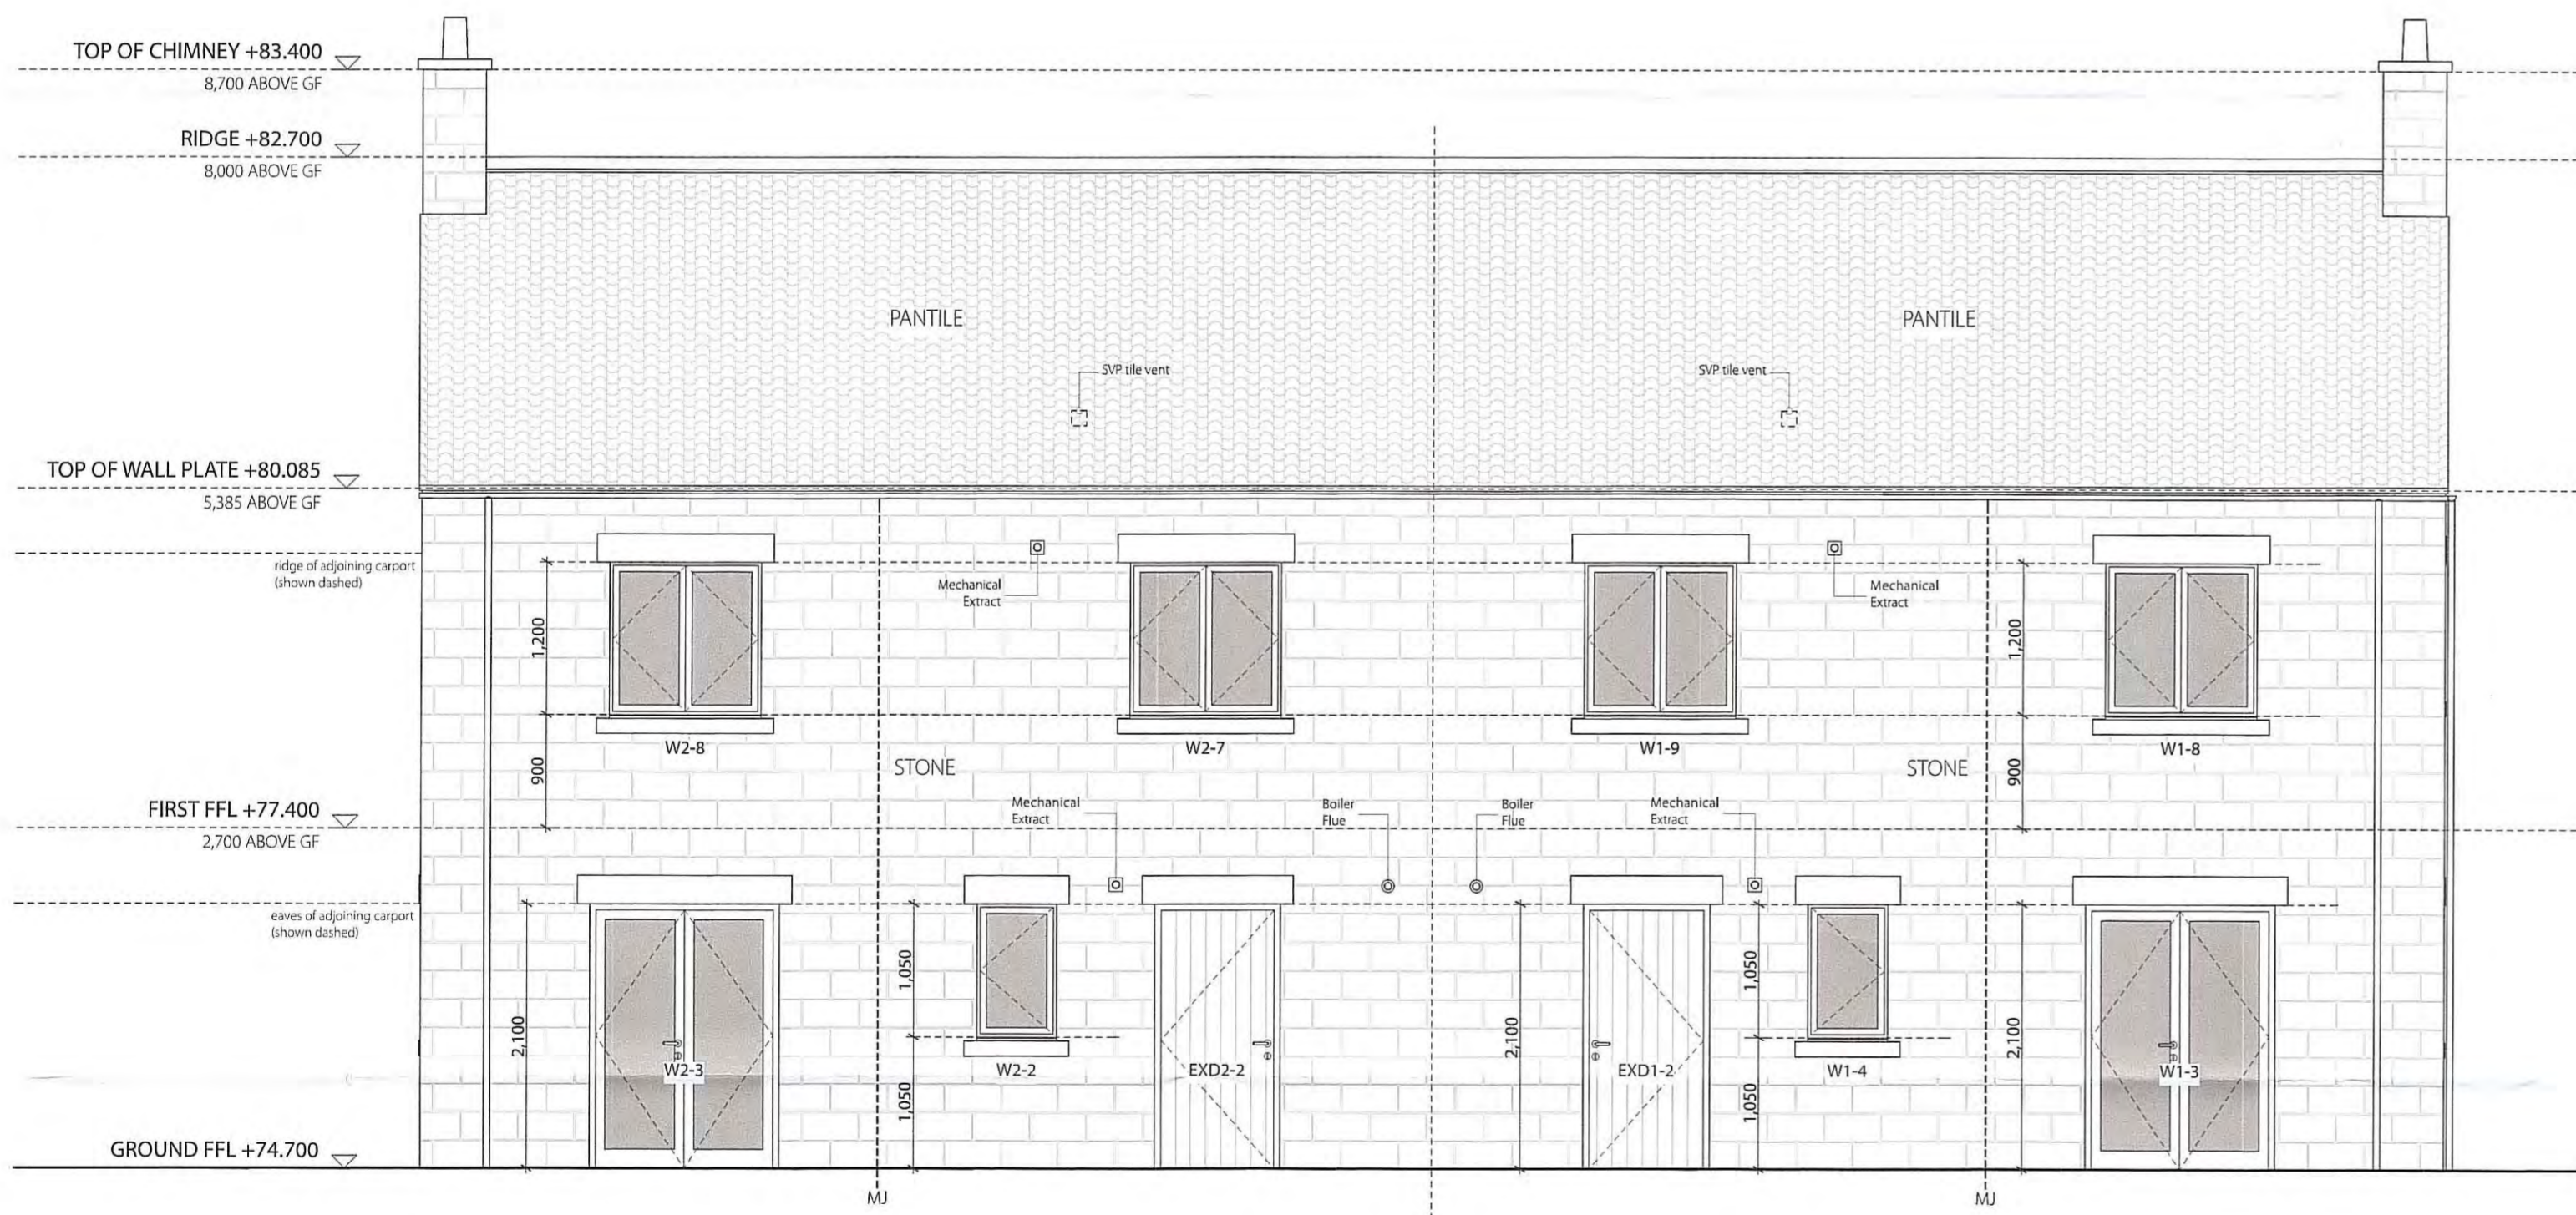 TOP OF CHIMNEY +83.400
8,700 ABOVE GF
RIDGE +82.700
8,000 ABOVE GF
PANTILE
PANTILE
SVP tile vent
SVP tile vent
TOP OF WALL PLATE +80.085
5,385 ABOVE GF
ridge of adjoining carport
(shown dashed)
Mechanical
Extract
Mechanical
Extract
1,200
1,200
W2-8
W2-7
W1-9
W1-8
STONE
STONE
900
900
FIRST FFL +77.400
2,700 ABOVE GF
Mechanical
Extract
Boiler
Flue
Boiler
Flue
Mechanical
Extract
eaves of adjoining carport
(shown dashed)
1,050
1,050
2,100
2,100
2,100
W2-3
W2-2
EXD2-2
EXD1-2
W1-4
W1-3
1,050
1,050
GROUND FFL +74.700
MJ
MJ